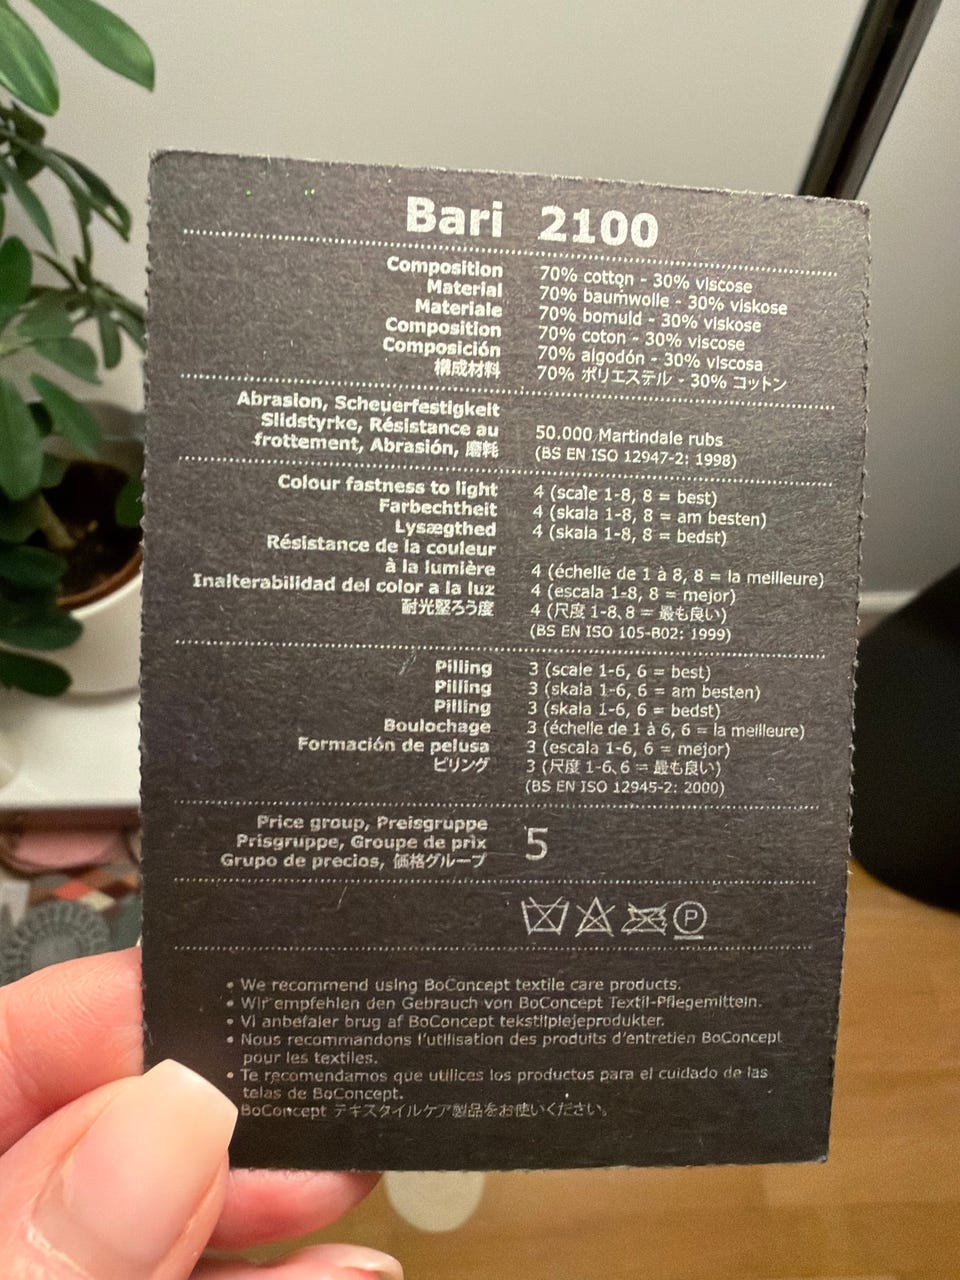 Bari 2100
Composition 70% cotton - 30% viscose
Material 70% baumwolle - 30% viskose
Materiale 70% bomuld - 30% viskose
Composition 70% coton - 30% viscose
Composición 70% algodón - 30% viscosa
構成材料 70% ポリエステル - 30% コットン
Abrasion, Scheuerfestigkeit
Slidstyrke, Résistance au 50.000 Martindale rubs
frottement, Abrasión, 磨耗 (BS EN ISO 12947-2: 1998)
Colour fastness to light 4 (scale 1-8, 8 = best)
Farbechtheit 4 (skala 1-8, 8 = am besten)
Lysægthed 4 (skala 1-8, 8 = bedst)
Résistance de la couleur
à la lumière 4 (échelle de 1 à 8, 8 = la meilleure)
Inalterabilidad del color a la luz 4 (escala 1-8, 8 = mejor)
耐光堅ろう度 4 (尺度 1-8、8 = 最も良い)
(BS EN ISO 105-B02: 1999)
Pilling 3 (scale 1-6, 6 = best)
Pilling 3 (skala 1-6, 6 = am besten)
Pilling 3 (skala 1-6, 6 = bedst)
Boulochage 3 (échelle de 1 à 6, 6 = la meilleure)
Formación de pelusa 3 (escala 1-6, 6 = mejor)
ピリング 3 (尺度 1-6、6 = 最も良い)
(BS EN ISO 12945-2: 2000)
Price group, Preisgruppe
Prisgruppe, Groupe de prix 5
Grupo de precios, 価格グループ
P
• We recommend using BoConcept textile care products.
• Wir empfehlen den Gebrauch von BoConcept Textil-Pflegemitteln.
• Vi anbefaler brug af BoConcept tekstilplejeprodukter.
• Nous recommandons l'utilisation des produits d'entretien BoConcept
pour les textiles.
• Te recomendamos que utilices los productos para el cuidado de las
telas de BoConcept.
BoConcept テキスタイルケア製品をお使いください。